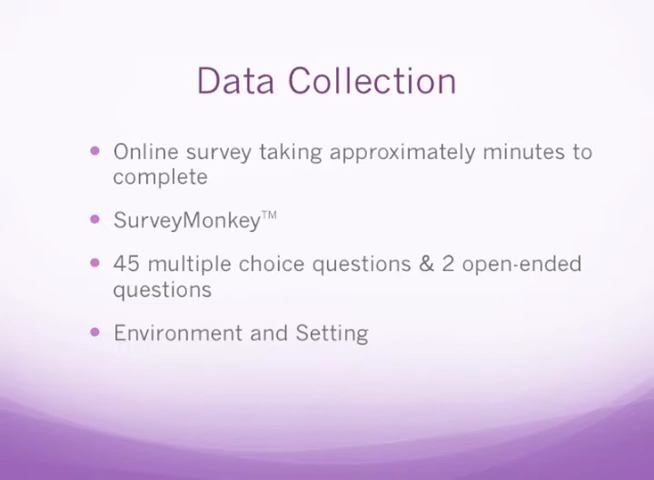 Data Collection
Online survey taking approximately minutes to
complete
SurveyMonkey™
45 multiple choice questions & 2 open-ended
questions
Environment and Setting